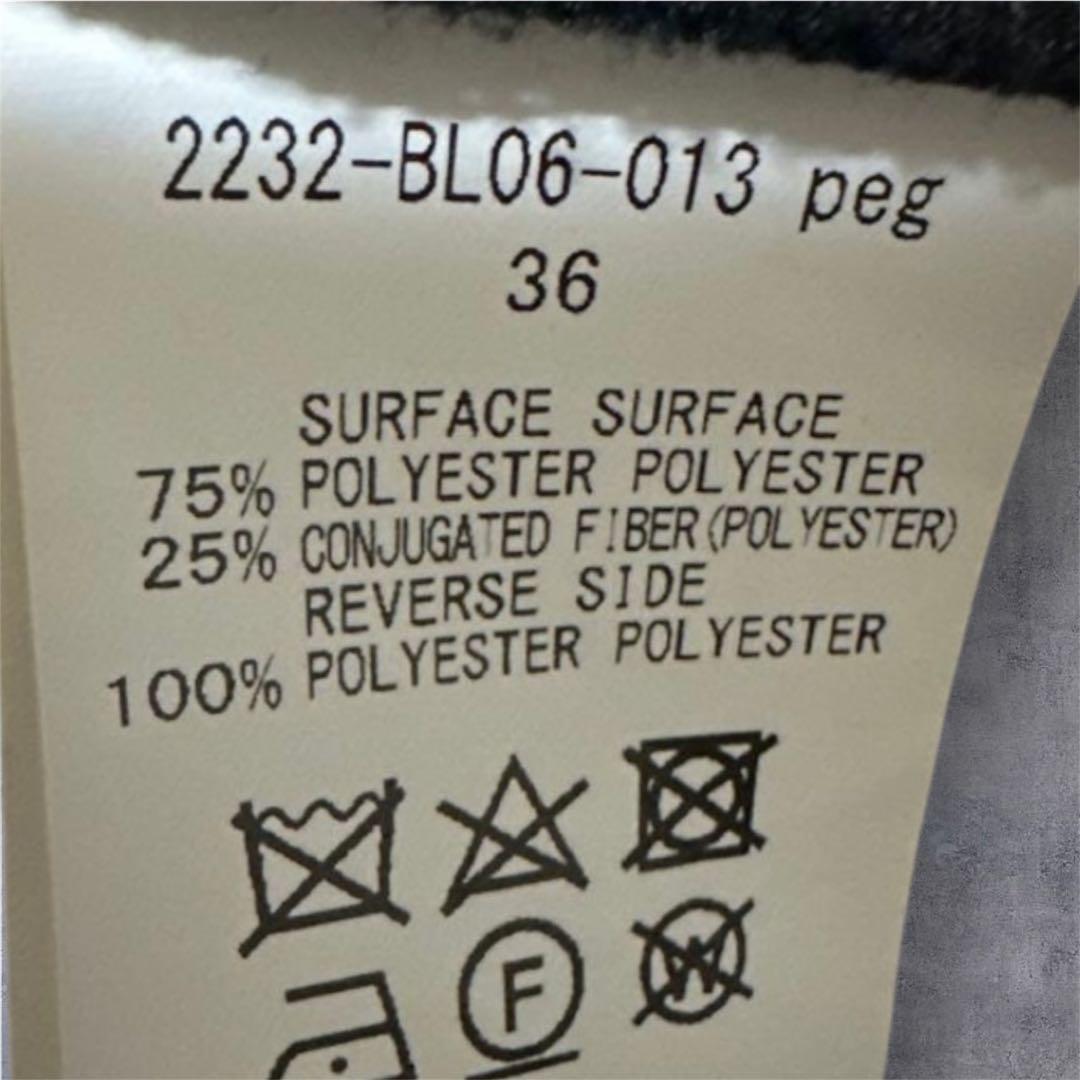 2232-BL06-013 peg
36
SURFACE SURFACE
75% POLYESTER POLYESTER
25% CONJUGATED FIBER(POLYESTER)
REVERSE SIDE
100% POLYESTER POLYESTER
F W